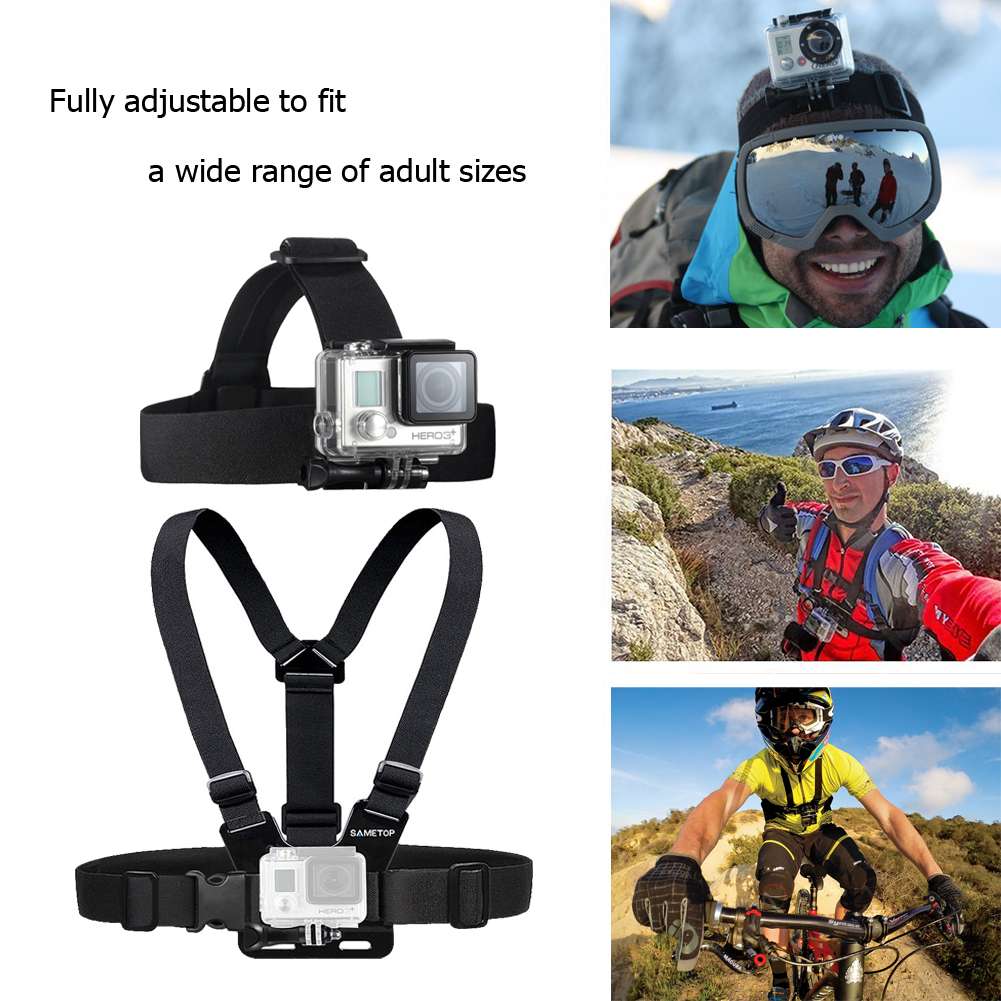 Fully adjustable to fit
a wide range of adult sizes
HERO3+
SAMETOP
HERO3+